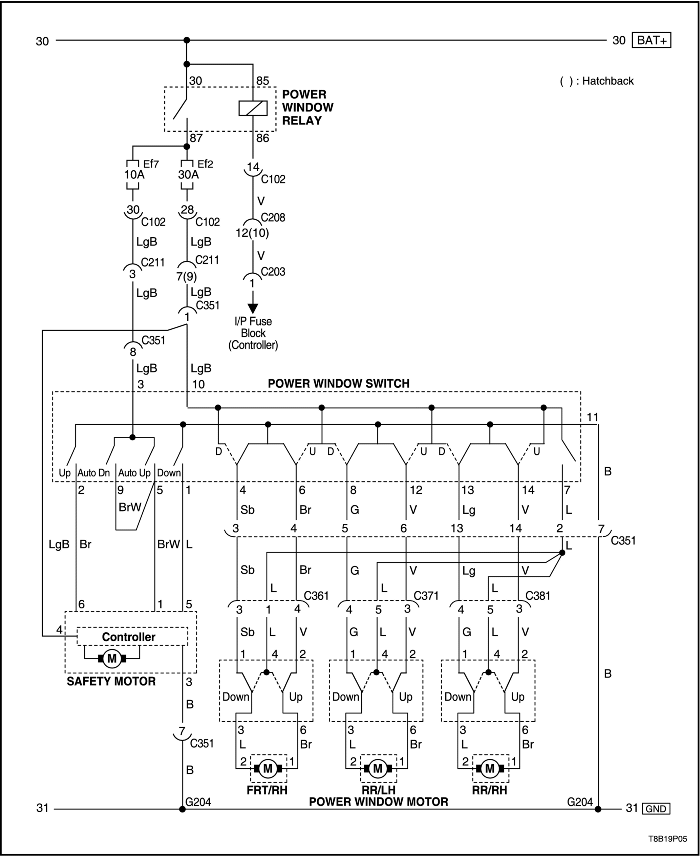 30 30 BAT+
( ) : Hatchback
30 85
POWER
WINDOW
RELAY
87 86
Ef7 Ef2
10A 30A
14
C102
30 C102 28 C102
V
C208
12(10)
LgB LgB
V
C211 C211
3 7(9)
C203
1
LgB LgB
C351
1
I/P Fuse
Block
(Controller)
C351
8
LgB LgB
3 10
POWER WINDOW SWITCH
11
D U D U D U
Up Auto Dn Auto Up Down
2 9 5 1 4 6 8 12 13 14 7
B
BrW
Sb Br G V Lg V L
3 4 5 6 13 14 2 7
C351
LgB Br BrW L
L
Sb Br G V Lg V
L L L
C361 C371 C381
6 1 5
3 1 4 4 5 3 4 5 3
4
Controller
M
Sb L V G L V G L V
1 4 2 1 4 2 1 4 2
SAFETY MOTOR
3
B
B
Down Up Down Up Down Up
7
C351
3 6 3 6 3 6
L Br L Br L Br
B
2 M 1 2 M 1 2 M 1
FRT/RH RR/LH RR/RH
POWER WINDOW MOTOR
31 G204 G204 31 GND
T8B19P05